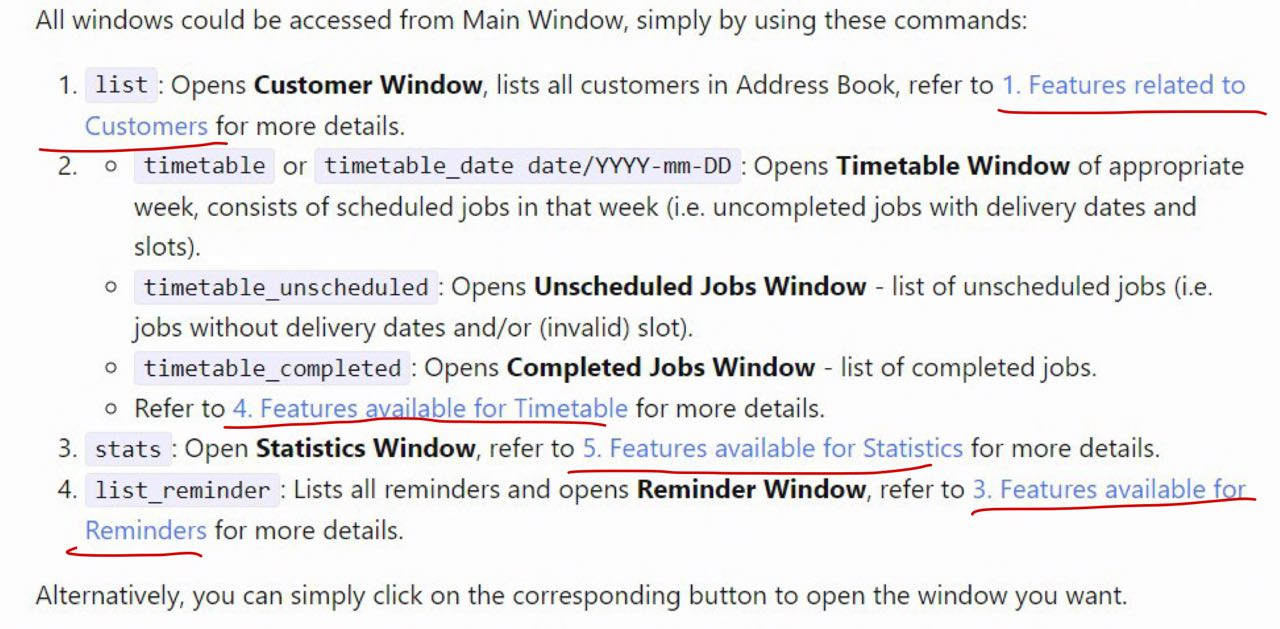 All windows could be accessed from Main Window, simply by using these commands:
1. list : Opens Customer Window, lists all customers in Address Book, refer to 1. Features related to
Customers for more details.
2. ○ timetable or timetable_date date/YYYY-mm-DD : Opens Timetable Window of appropriate
week, consists of scheduled jobs in that week (i.e. uncompleted jobs with delivery dates and
slots).
○ timetable_unscheduled : Opens Unscheduled Jobs Window - list of unscheduled jobs (i.e.
jobs without delivery dates and/or (invalid) slot).
○ timetable_completed : Opens Completed Jobs Window - list of completed jobs.
○ Refer to 4. Features available for Timetable for more details.
3. stats : Open Statistics Window, refer to 5. Features available for Statistics for more details.
4. list_reminder : Lists all reminders and opens Reminder Window, refer to 3. Features available for
Reminders for more details.
Alternatively, you can simply click on the corresponding button to open the window you want.